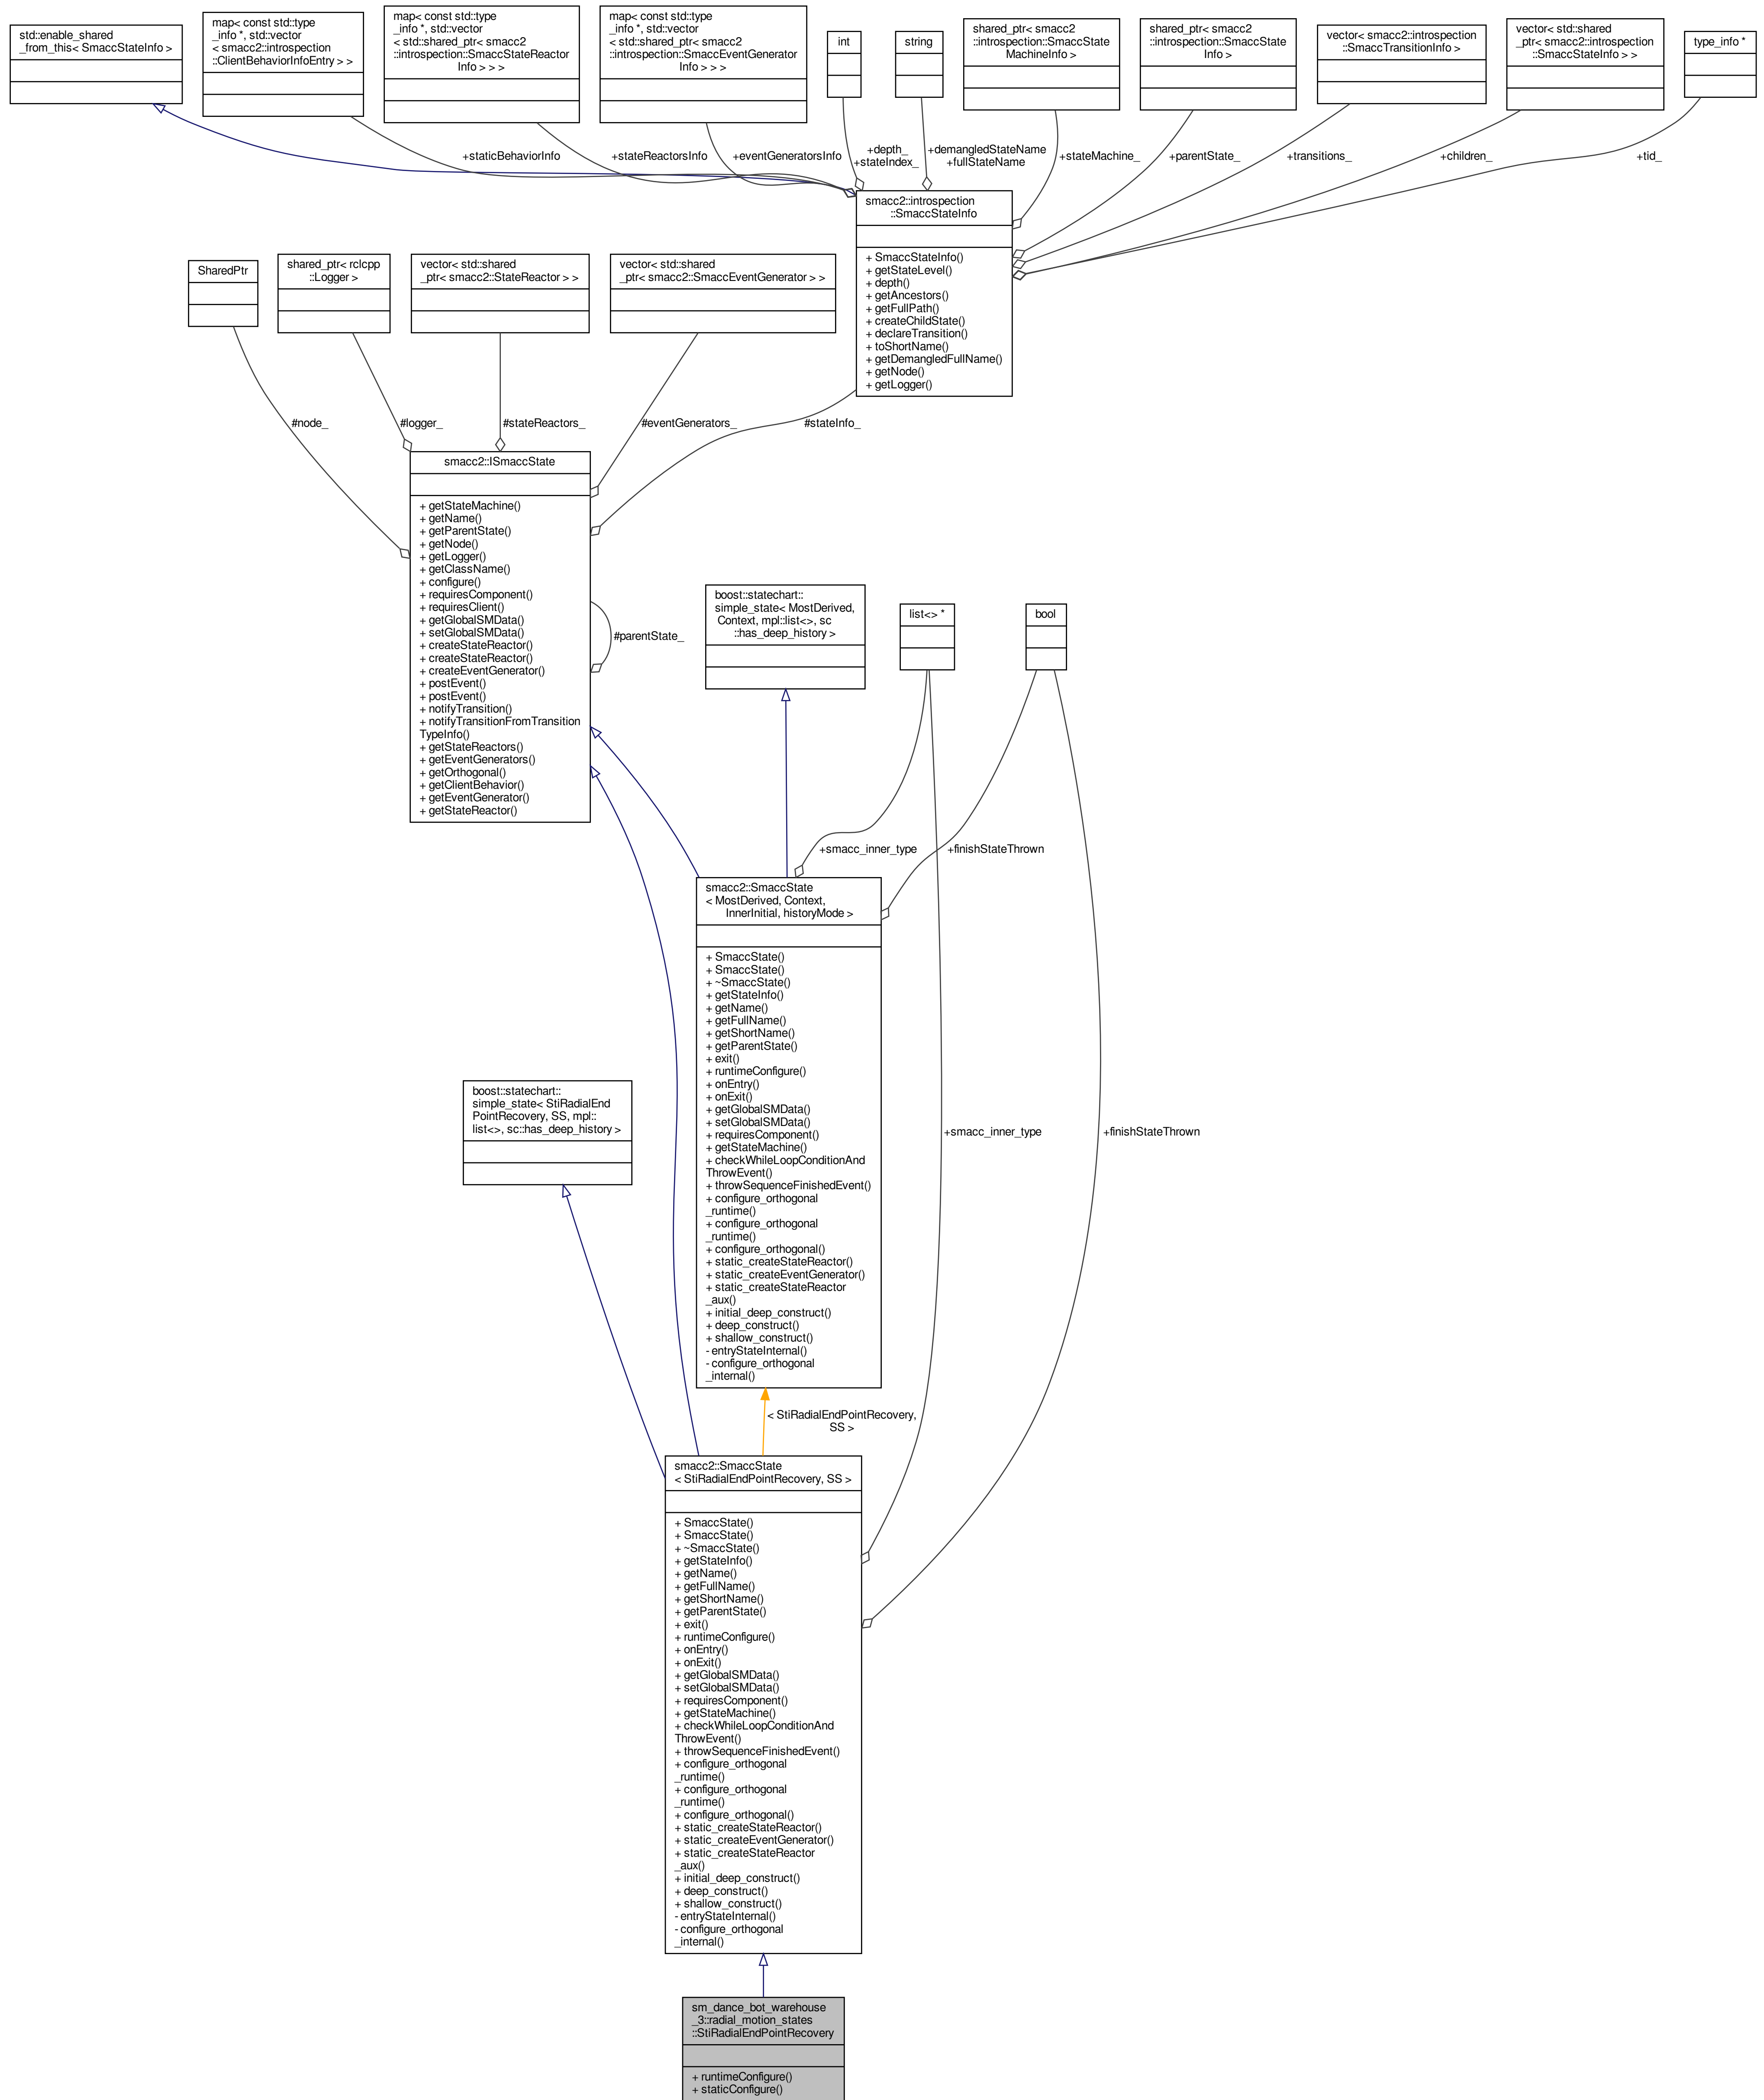 std::enable_shared
_from_this< SmaccStateInfo >
map< const std::type
_info *, std::vector
< smacc2::introspection
::ClientBehaviorInfoEntry > >
map< const std::type
_info *, std::vector
< std::shared_ptr< smacc2
::introspection::SmaccStateReactor
Info > > >
map< const std::type
_info *, std::vector
< std::shared_ptr< smacc2
::introspection::SmaccEventGenerator
Info > > >
int
string
shared_ptr< smacc2
::introspection::SmaccState
MachineInfo >
shared_ptr< smacc2
::introspection::SmaccState
Info >
vector< smacc2::introspection
::SmaccTransitionInfo >
vector< std::shared
_ptr< smacc2::introspection
::SmaccStateInfo > >
type_info *
+staticBehaviorInfo
+stateReactorsInfo
+eventGeneratorsInfo
+depth_
+stateIndex_
+demangledStateName
+fullStateName
+stateMachine_
+parentState_
+transitions_
+children_
+tid_
smacc2::introspection
::SmaccStateInfo
+ SmaccStateInfo()
+ getStateLevel()
+ depth()
+ getAncestors()
+ getFullPath()
+ createChildState()
+ declareTransition()
+ toShortName()
+ getDemangledFullName()
+ getNode()
+ getLogger()
SharedPtr
shared_ptr< rclcpp
::Logger >
vector< std::shared
_ptr< smacc2::StateReactor > >
vector< std::shared
_ptr< smacc2::SmaccEventGenerator > >
#node_
#logger_
#stateReactors_
#eventGenerators_
#stateInfo_
smacc2::ISmaccState
+ getStateMachine()
+ getName()
+ getParentState()
+ getNode()
+ getLogger()
+ getClassName()
+ configure()
+ requiresComponent()
+ requiresClient()
+ getGlobalSMData()
+ setGlobalSMData()
+ createStateReactor()
+ createStateReactor()
+ createEventGenerator()
+ postEvent()
+ postEvent()
+ notifyTransition()
+ notifyTransitionFromTransition
TypeInfo()
+ getStateReactors()
+ getEventGenerators()
+ getOrthogonal()
+ getClientBehavior()
+ getEventGenerator()
+ getStateReactor()
#parentState_
boost::statechart::
simple_state< MostDerived,
Context, mpl::list<>, sc
::has_deep_history >
list<> *
bool
+smacc_inner_type
+finishStateThrown
smacc2::SmaccState
< MostDerived, Context,
InnerInitial, historyMode >
+ SmaccState()
+ SmaccState()
+ ~SmaccState()
+ getStateInfo()
+ getName()
+ getFullName()
+ getShortName()
+ getParentState()
+ exit()
+ runtimeConfigure()
+ onEntry()
+ onExit()
+ getGlobalSMData()
+ setGlobalSMData()
+ requiresComponent()
+ getStateMachine()
+ checkWhileLoopConditionAnd
ThrowEvent()
+ throwSequenceFinishedEvent()
+ configure_orthogonal
_runtime()
+ configure_orthogonal
_runtime()
+ configure_orthogonal()
+ static_createStateReactor()
+ static_createEventGenerator()
+ static_createStateReactor
_aux()
+ initial_deep_construct()
+ deep_construct()
+ shallow_construct()
- entryStateInternal()
- configure_orthogonal
_internal()
boost::statechart::
simple_state< StiRadialEnd
PointRecovery, SS, mpl::
list<>, sc::has_deep_history >
+smacc_inner_type
+finishStateThrown
< StiRadialEndPointRecovery,
SS >
smacc2::SmaccState
< StiRadialEndPointRecovery, SS >
+ SmaccState()
+ SmaccState()
+ ~SmaccState()
+ getStateInfo()
+ getName()
+ getFullName()
+ getShortName()
+ getParentState()
+ exit()
+ runtimeConfigure()
+ onEntry()
+ onExit()
+ getGlobalSMData()
+ setGlobalSMData()
+ requiresComponent()
+ getStateMachine()
+ checkWhileLoopConditionAnd
ThrowEvent()
+ throwSequenceFinishedEvent()
+ configure_orthogonal
_runtime()
+ configure_orthogonal
_runtime()
+ configure_orthogonal()
+ static_createStateReactor()
+ static_createEventGenerator()
+ static_createStateReactor
_aux()
+ initial_deep_construct()
+ deep_construct()
+ shallow_construct()
- entryStateInternal()
- configure_orthogonal
_internal()
sm_dance_bot_warehouse
_3::radial_motion_states
::StiRadialEndPointRecovery
+ runtimeConfigure()
+ staticConfigure()